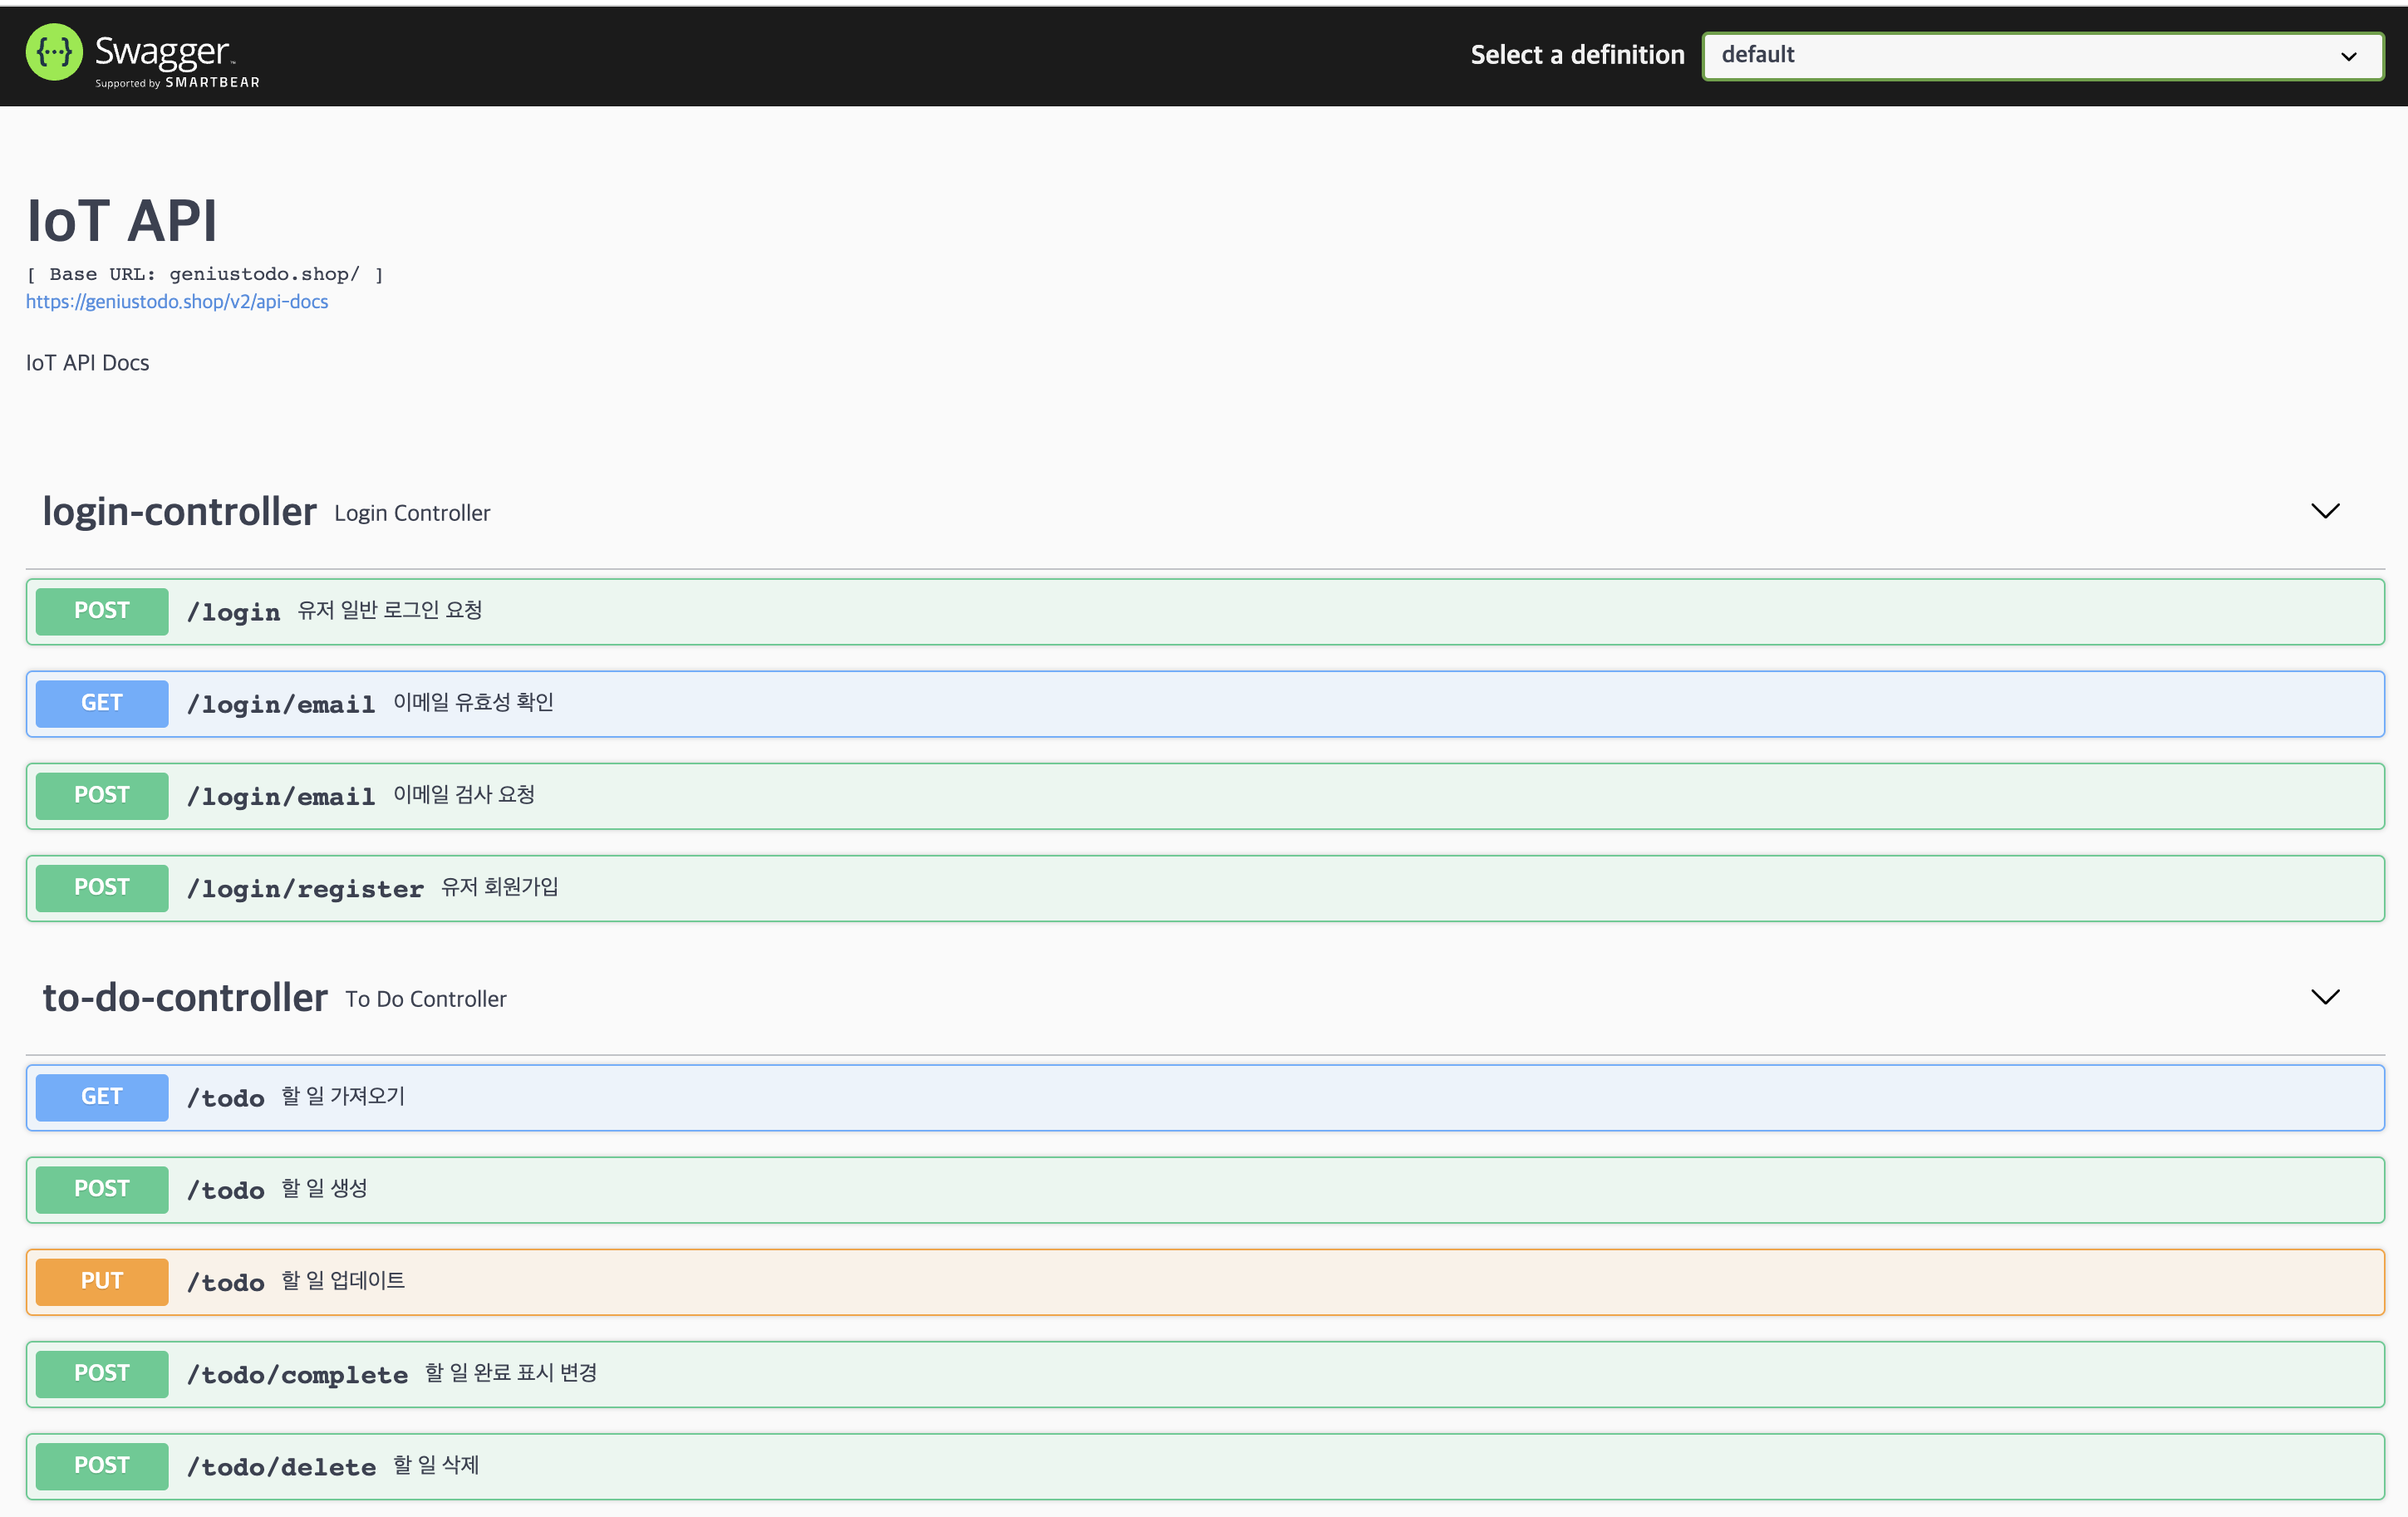 {···} Swagger™
Supported by SMARTBEAR
Select a definition
default
IoT API
[ Base URL: geniustodo.shop/ ]
https://geniustodo.shop/v2/api-docs
IoT API Docs
login-controller Login Controller
POST /login 유저 일반 로그인 요청
GET /login/email 이메일 유효성 확인
POST /login/email 이메일 검사 요청
POST /login/register 유저 회원가입
to-do-controller To Do Controller
GET /todo 할 일 가져오기
POST /todo 할 일 생성
PUT /todo 할 일 업데이트
POST /todo/complete 할 일 완료 표시 변경
POST /todo/delete 할 일 삭제